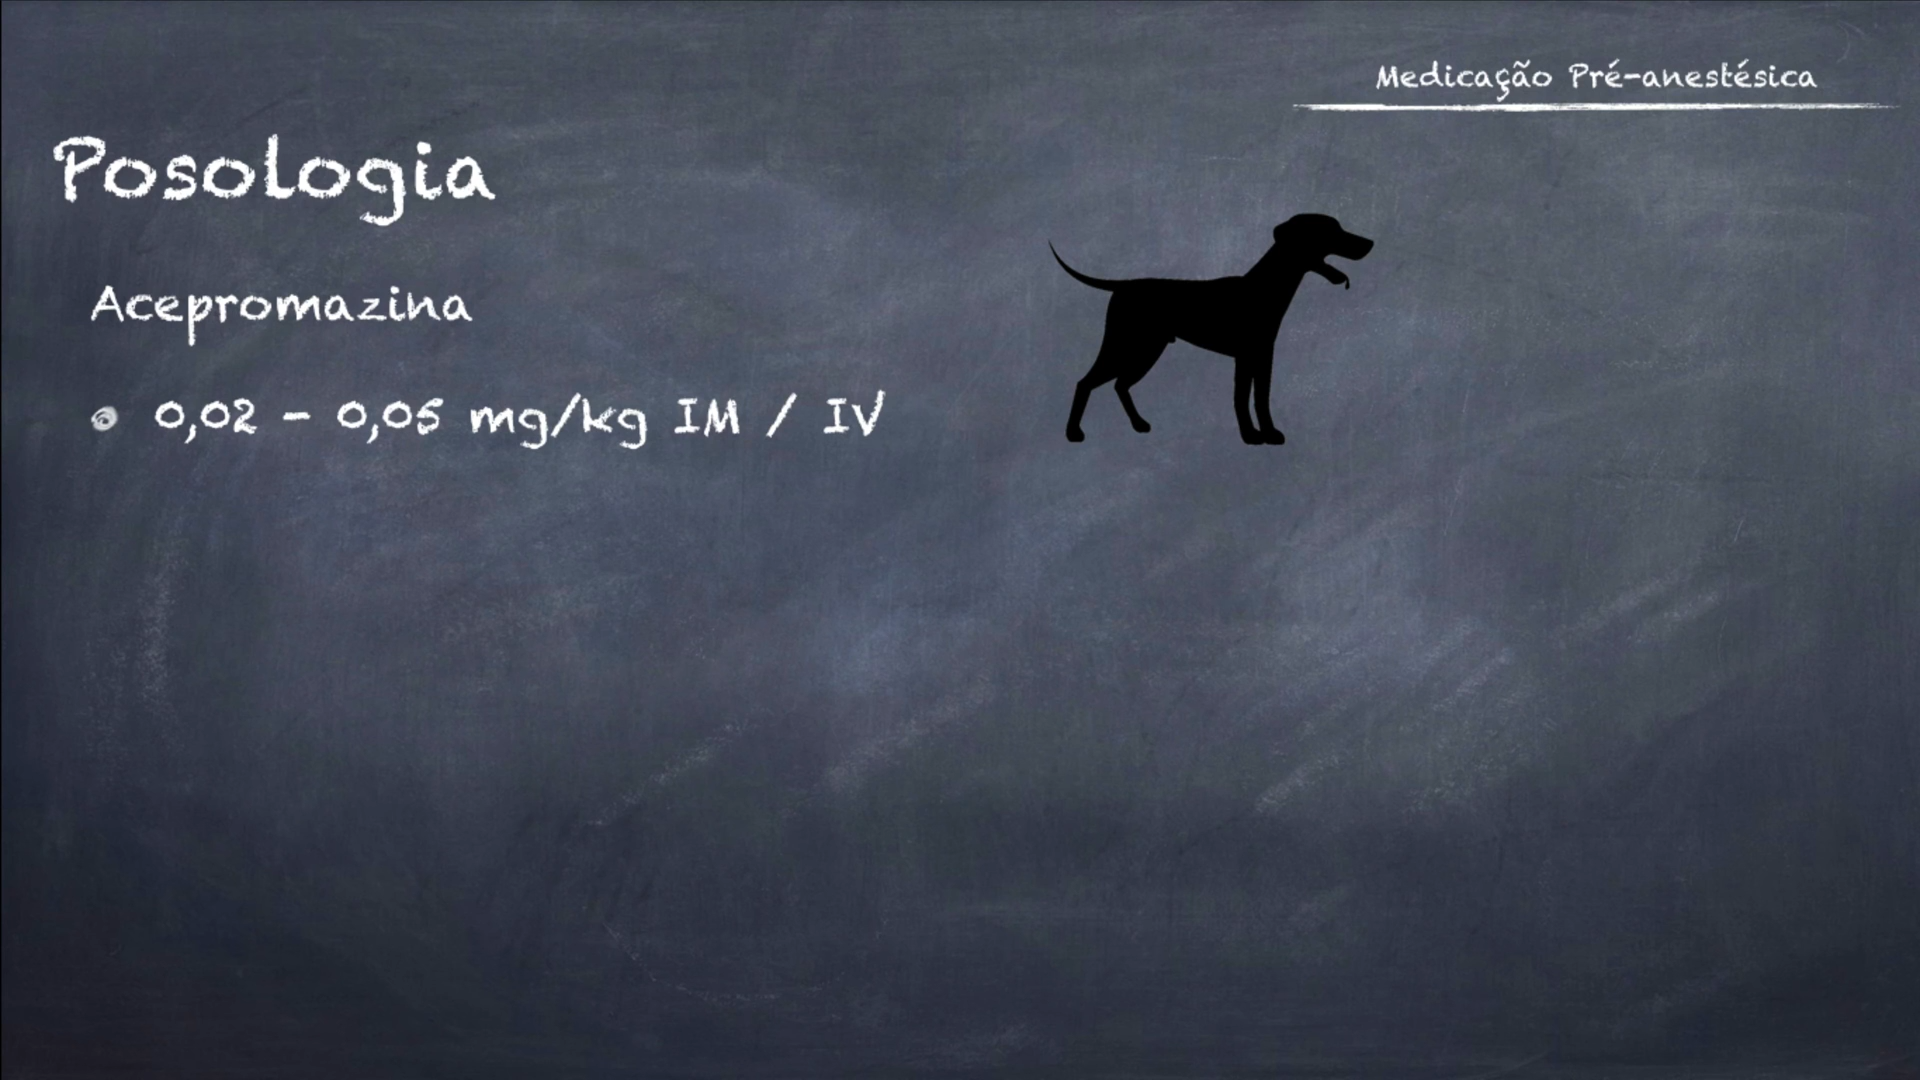 Medicação Pré-anestésica
Posologia
Acepromazina
0,02 - 0,05 mg/kg IM / IV